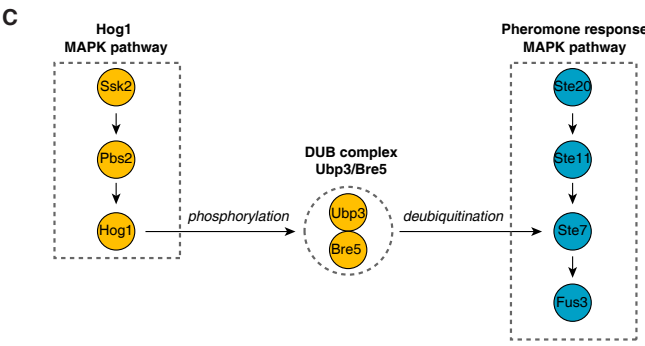 C
Hog1
MAPK pathway
Ssk2
Pbs2
Hog1
phosphorylation
DUB complex
Ubp3/Bre5
Ubp3
Bre5
deubiquitination
Pheromone response
MAPK pathway
Ste20
Ste11
Ste7
Fus3